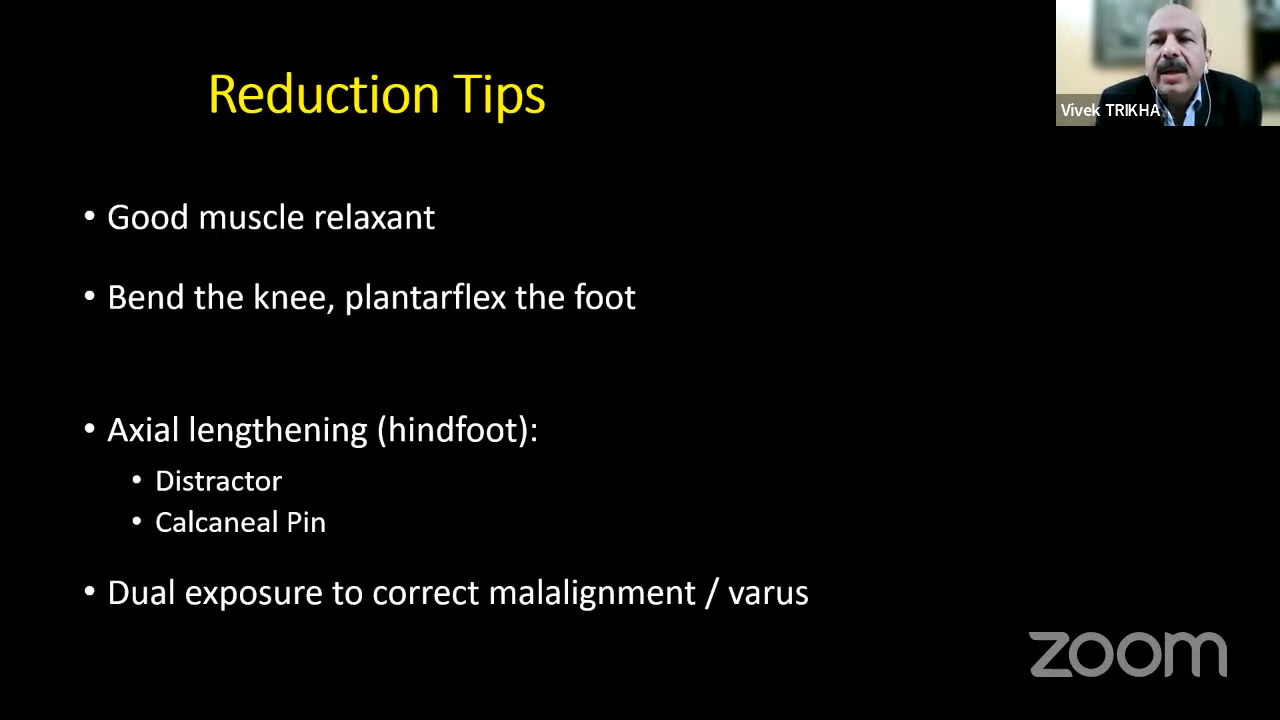 Reduction Tips
Vivek TRIKHA
• Good muscle relaxant
• Bend the knee, plantarflex the foot
• Axial lengthening (hindfoot):
• Distractor
• Calcaneal Pin
• Dual exposure to correct malalignment / varus
zoom